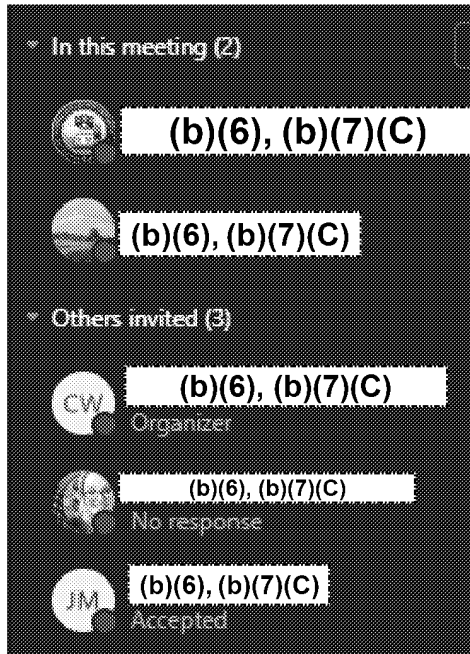 In this meeting (2)
(b)(6), (b)(7)(C)
(b)(6), (b)(7)(C)
Others invited (3)
CW
(b)(6), (b)(7)(C)
Organizer
(b)(6), (b)(7)(C)
No response
JM
(b)(6), (b)(7)(C)
Accepted